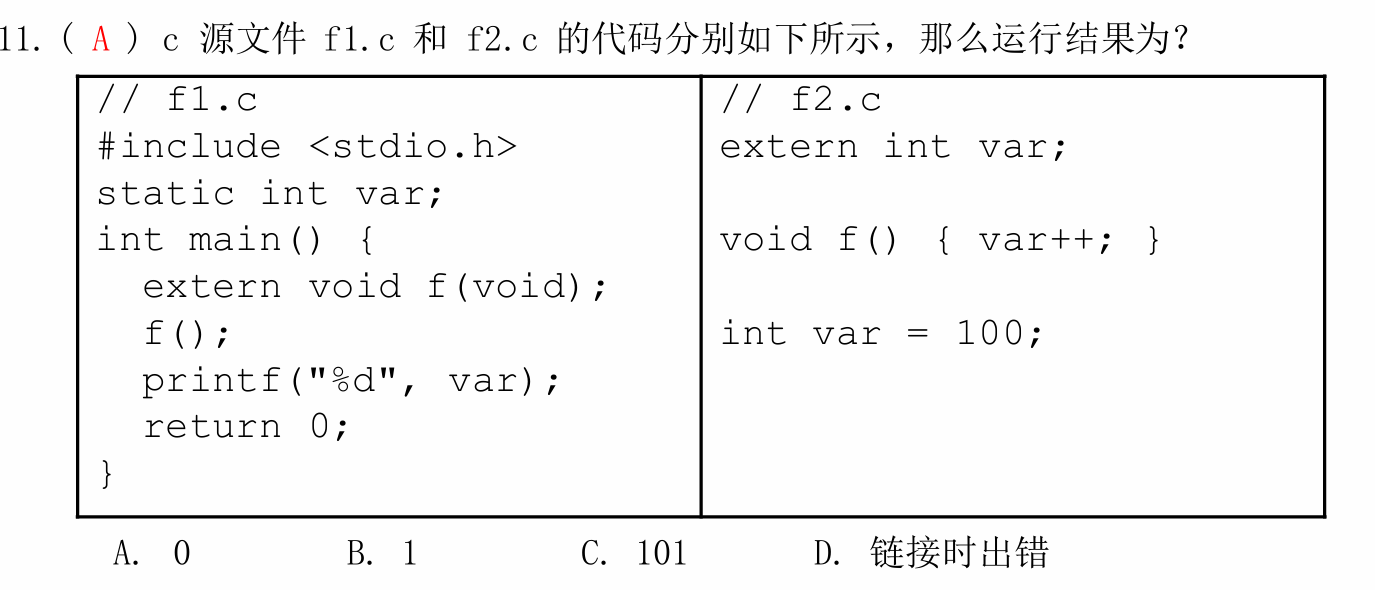 11. ( A ) c 源文件 f1.c 和 f2.c 的代码分别如下所示，那么运行结果为？
// f1.c
#include <stdio.h>
static int var;
int main() {
  extern void f(void);
  f();
  printf("%d", var);
  return 0;
}
// f2.c
extern int var;

void f() { var++; }

int var = 100;
A. 0 B. 1 C. 101 D. 链接时出错